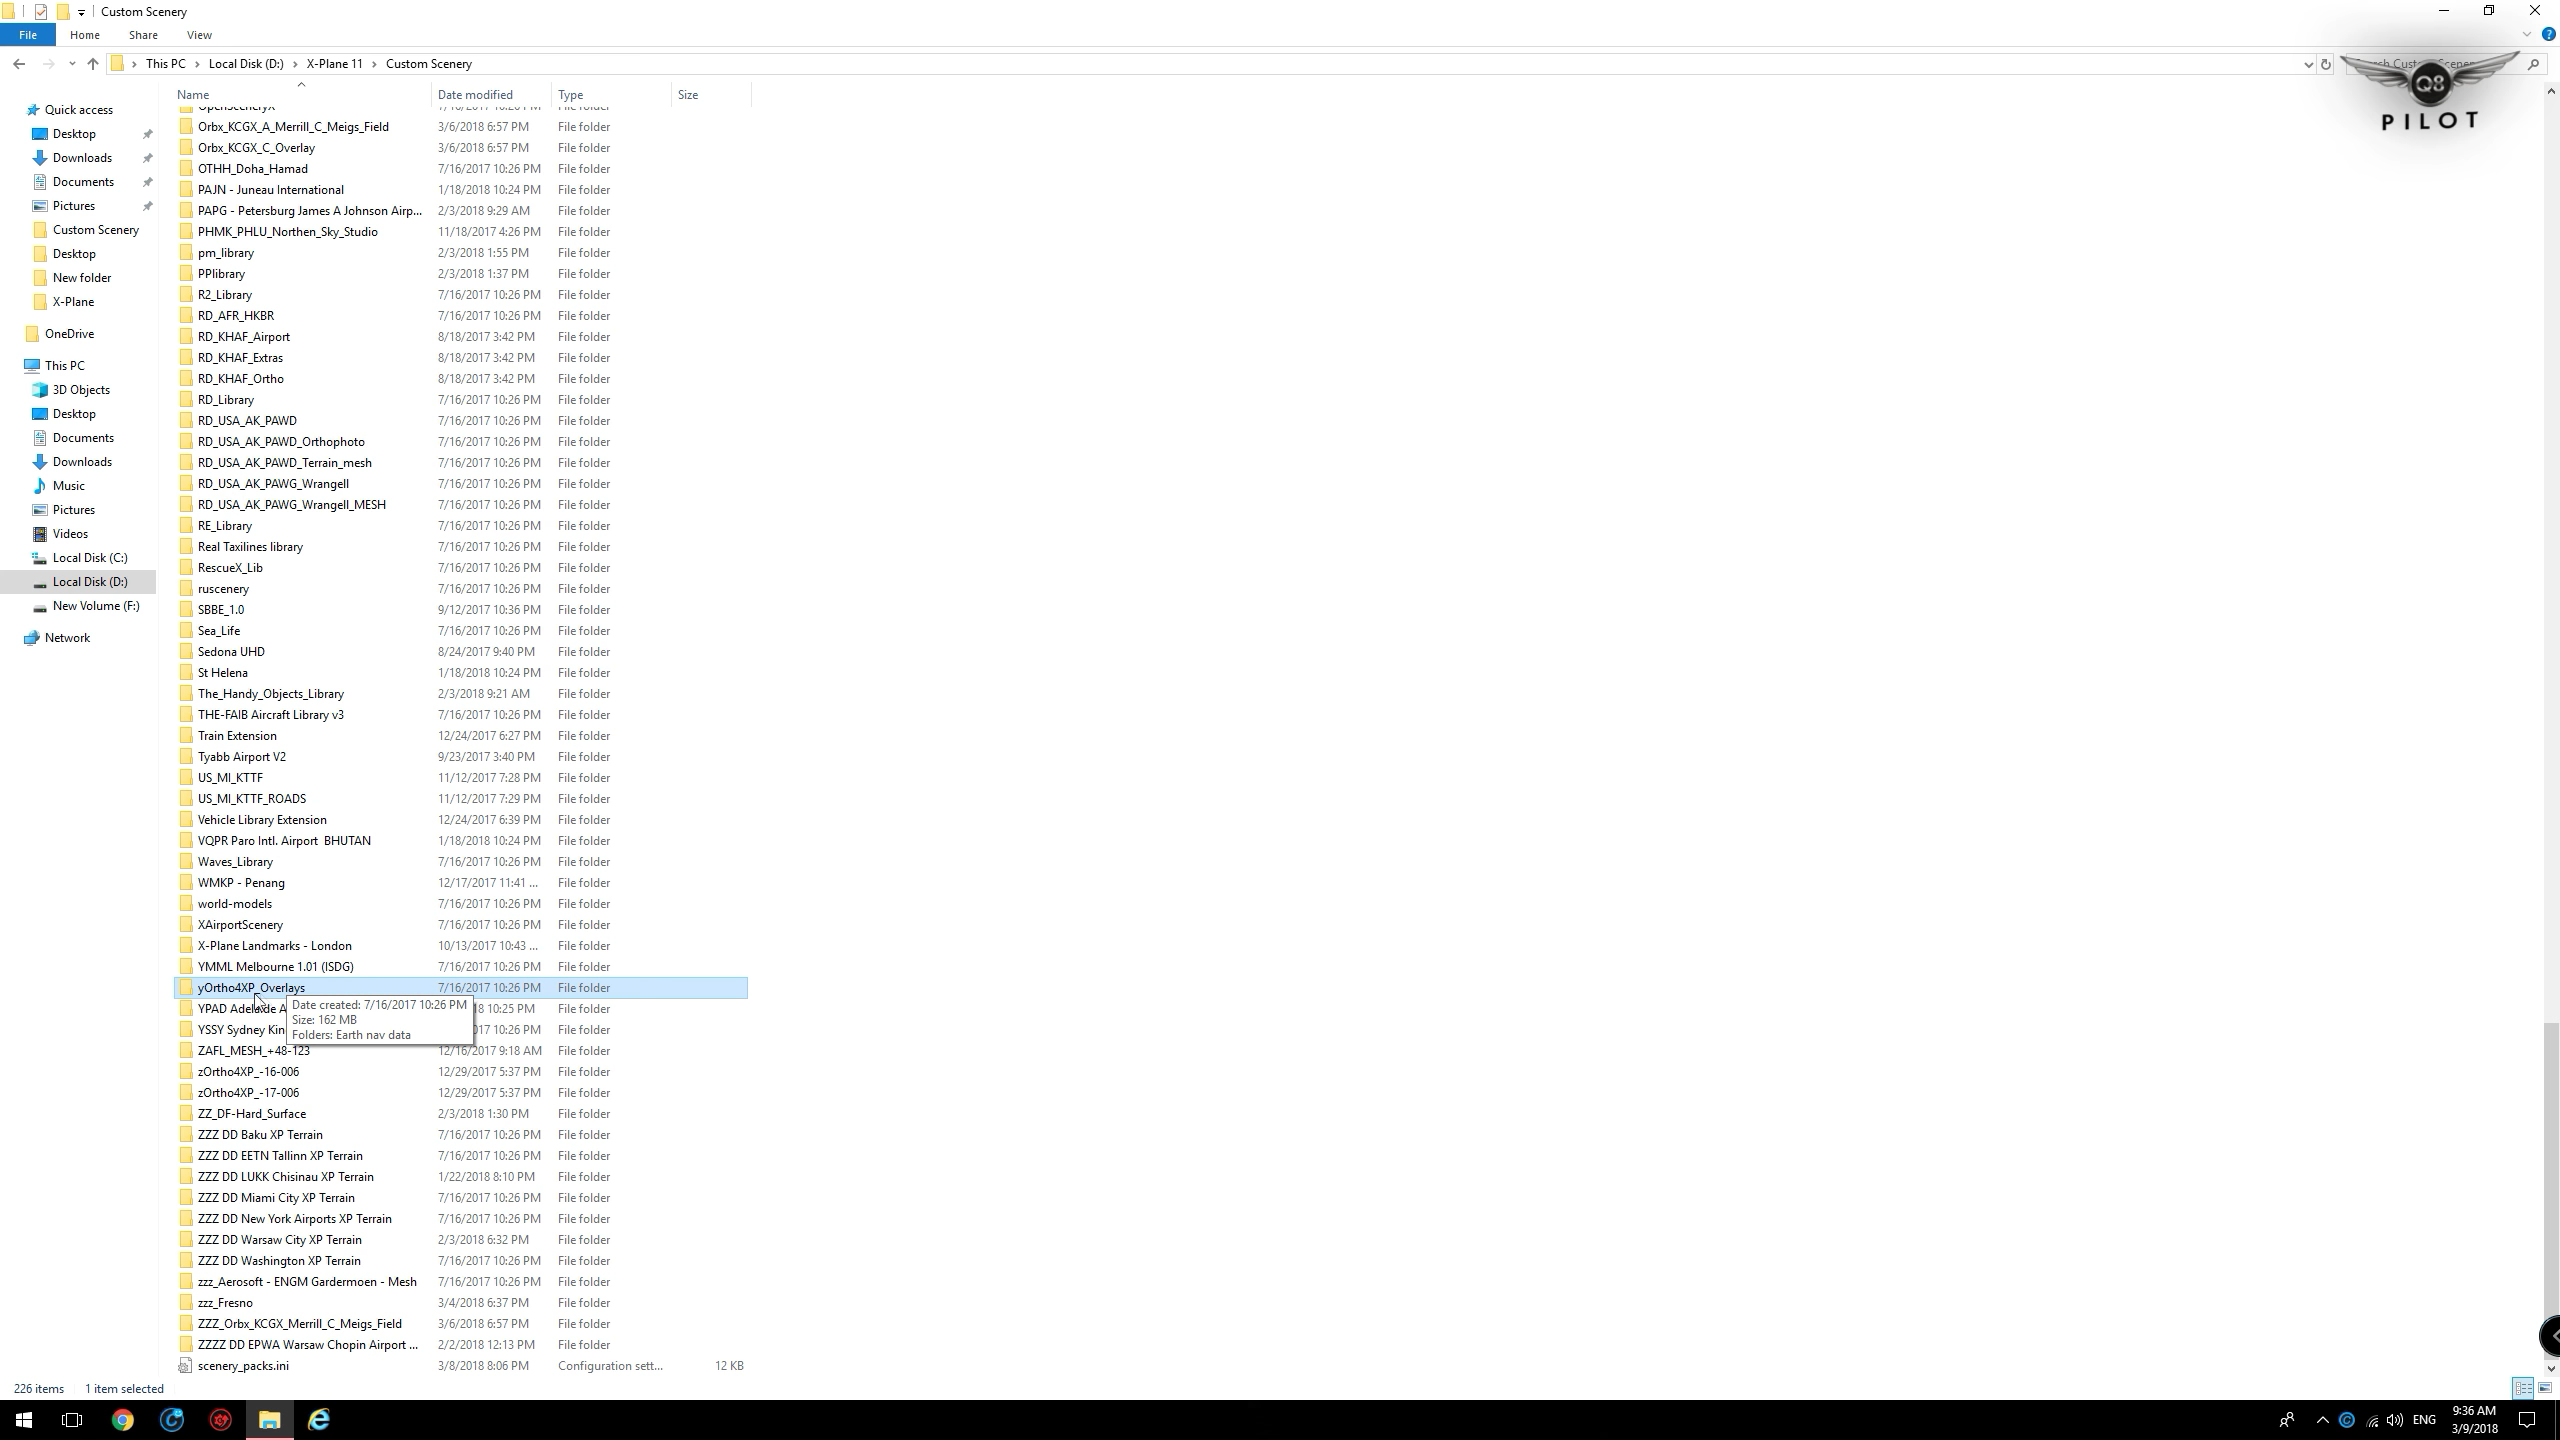 Custom Scenery
File Home Share View
This PC Local Disk (D:) X-Plane 11 Custom Scenery
Q8
PILOT
Name Date modified Type Size
Quick access
Desktop
Downloads
Documents
Pictures
Custom Scenery
Desktop
New folder
X-Plane
OneDrive
This PC
3D Objects
Desktop
Documents
Downloads
Music
Pictures
Videos
Local Disk (C:)
Local Disk (D:)
New Volume (F:)
Network
OpenSceneryX 7/16/2017 10:26 PM File folder
Orbx_KCGX_A_Merrill_C_Meigs_Field 3/6/2018 6:57 PM File folder
Orbx_KCGX_C_Overlay 3/6/2018 6:57 PM File folder
OTHH_Doha_Hamad 7/16/2017 10:26 PM File folder
PAJN - Juneau International 1/18/2018 10:24 PM File folder
PAPG - Petersburg James A Johnson Airp... 2/3/2018 9:29 AM File folder
PHMK_PHLU_Northen_Sky_Studio 11/18/2017 4:26 PM File folder
pm_library 2/3/2018 1:55 PM File folder
PPlibrary 2/3/2018 1:37 PM File folder
R2_Library 7/16/2017 10:26 PM File folder
RD_AFR_HKBR 7/16/2017 10:26 PM File folder
RD_KHAF_Airport 8/18/2017 3:42 PM File folder
RD_KHAF_Extras 8/18/2017 3:42 PM File folder
RD_KHAF_Ortho 8/18/2017 3:42 PM File folder
RD_Library 7/16/2017 10:26 PM File folder
RD_USA_AK_PAWD 7/16/2017 10:26 PM File folder
RD_USA_AK_PAWD_Orthophoto 7/16/2017 10:26 PM File folder
RD_USA_AK_PAWD_Terrain_mesh 7/16/2017 10:26 PM File folder
RD_USA_AK_PAWG_Wrangell 7/16/2017 10:26 PM File folder
RD_USA_AK_PAWG_Wrangell_MESH 7/16/2017 10:26 PM File folder
RE_Library 7/16/2017 10:26 PM File folder
Real Taxilines library 7/16/2017 10:26 PM File folder
RescueX_Lib 7/16/2017 10:26 PM File folder
ruscenery 7/16/2017 10:26 PM File folder
SBBE_1.0 9/12/2017 10:36 PM File folder
Sea_Life 7/16/2017 10:26 PM File folder
Sedona UHD 8/24/2017 9:40 PM File folder
St Helena 1/18/2018 10:24 PM File folder
The_Handy_Objects_Library 2/3/2018 9:21 AM File folder
THE-FAIB Aircraft Library v3 7/16/2017 10:26 PM File folder
Train Extension 12/24/2017 6:27 PM File folder
Tyabb Airport V2 9/23/2017 3:40 PM File folder
US_MI_KTTF 11/12/2017 7:28 PM File folder
US_MI_KTTF_ROADS 11/12/2017 7:29 PM File folder
Vehicle Library Extension 12/24/2017 6:39 PM File folder
VQPR Paro Intl. Airport BHUTAN 1/18/2018 10:24 PM File folder
Waves_Library 7/16/2017 10:26 PM File folder
WMKP - Penang 12/17/2017 11:41 ... File folder
world-models 7/16/2017 10:26 PM File folder
XAirportScenery 7/16/2017 10:26 PM File folder
X-Plane Landmarks - London 10/13/2017 10:43 ... File folder
YMML Melbourne 1.01 (ISDG) 7/16/2017 10:26 PM File folder
yOrtho4XP_Overlays 7/16/2017 10:26 PM File folder
YPAD Adelaide A 18 10:25 PM File folder
YSSY Sydney Kin 017 10:26 PM File folder
Date created: 7/16/2017 10:26 PM
Size: 162 MB
Folders: Earth nav data
ZAFL_MESH_+48-123 12/16/2017 9:18 AM File folder
zOrtho4XP_-16-006 12/29/2017 5:37 PM File folder
zOrtho4XP_-17-006 12/29/2017 5:37 PM File folder
ZZ_DF-Hard_Surface 2/3/2018 1:30 PM File folder
ZZZ DD Baku XP Terrain 7/16/2017 10:26 PM File folder
ZZZ DD EETN Tallinn XP Terrain 7/16/2017 10:26 PM File folder
ZZZ DD LUKK Chisinau XP Terrain 1/22/2018 8:10 PM File folder
ZZZ DD Miami City XP Terrain 7/16/2017 10:26 PM File folder
ZZZ DD New York Airports XP Terrain 7/16/2017 10:26 PM File folder
ZZZ DD Warsaw City XP Terrain 2/3/2018 6:32 PM File folder
ZZZ DD Washington XP Terrain 7/16/2017 10:26 PM File folder
zzz_Aerosoft - ENGM Gardermoen - Mesh 7/16/2017 10:26 PM File folder
zzz_Fresno 3/4/2018 6:37 PM File folder
ZZZ_Orbx_KCGX_Merrill_C_Meigs_Field 3/6/2018 6:57 PM File folder
ZZZZ DD EPWA Warsaw Chopin Airport ... 2/2/2018 12:13 PM File folder
scenery_packs.ini 3/8/2018 8:06 PM Configuration sett... 12 KB
226 items 1 item selected
ENG
9:36 AM
3/9/2018